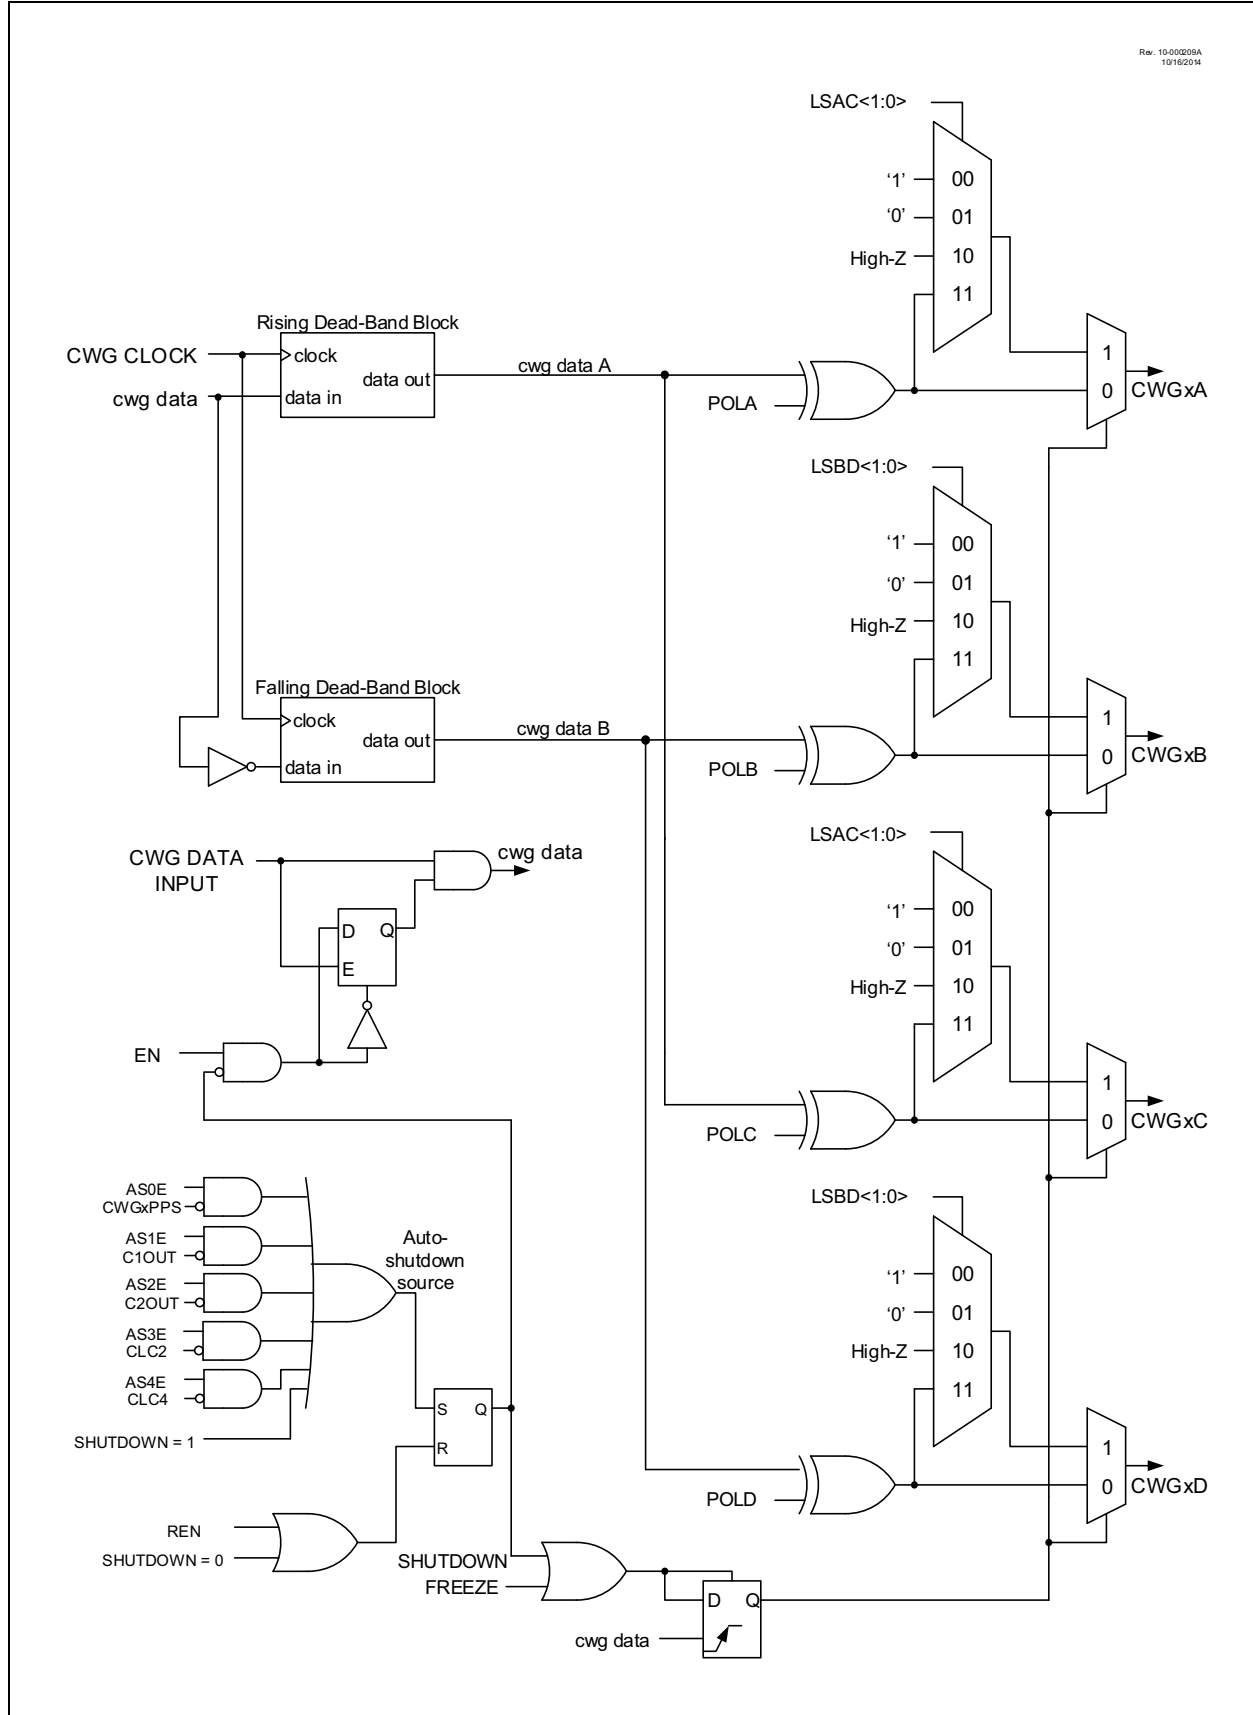 Rev. 10-000209A
10/16/2014
LSAC<1:0>
‘1’
00
‘0’
01
High-Z
10
11
Rising Dead-Band Block
CWG CLOCK
clock
cwg data
data in
data out
cwg data A
POLA
1
0
CWGxA
LSBD<1:0>
‘1’
00
‘0’
01
High-Z
10
11
Falling Dead-Band Block
clock
data out
data in
cwg data B
POLB
1
0
CWGxB
CWG DATA
INPUT
cwg data
D
Q
E
EN
LSAC<1:0>
‘1’
00
‘0’
01
High-Z
10
11
POLC
1
0
CWGxC
AS0E
CWGxPPS
AS1E
C1OUT
AS2E
C2OUT
AS3E
CLC2
AS4E
CLC4
SHUTDOWN = 1
Auto-
shutdown
source
S
Q
R
REN
SHUTDOWN = 0
LSBD<1:0>
‘1’
00
‘0’
01
High-Z
10
11
POLD
1
0
CWGxD
SHUTDOWN
FREEZE
D
Q
cwg data